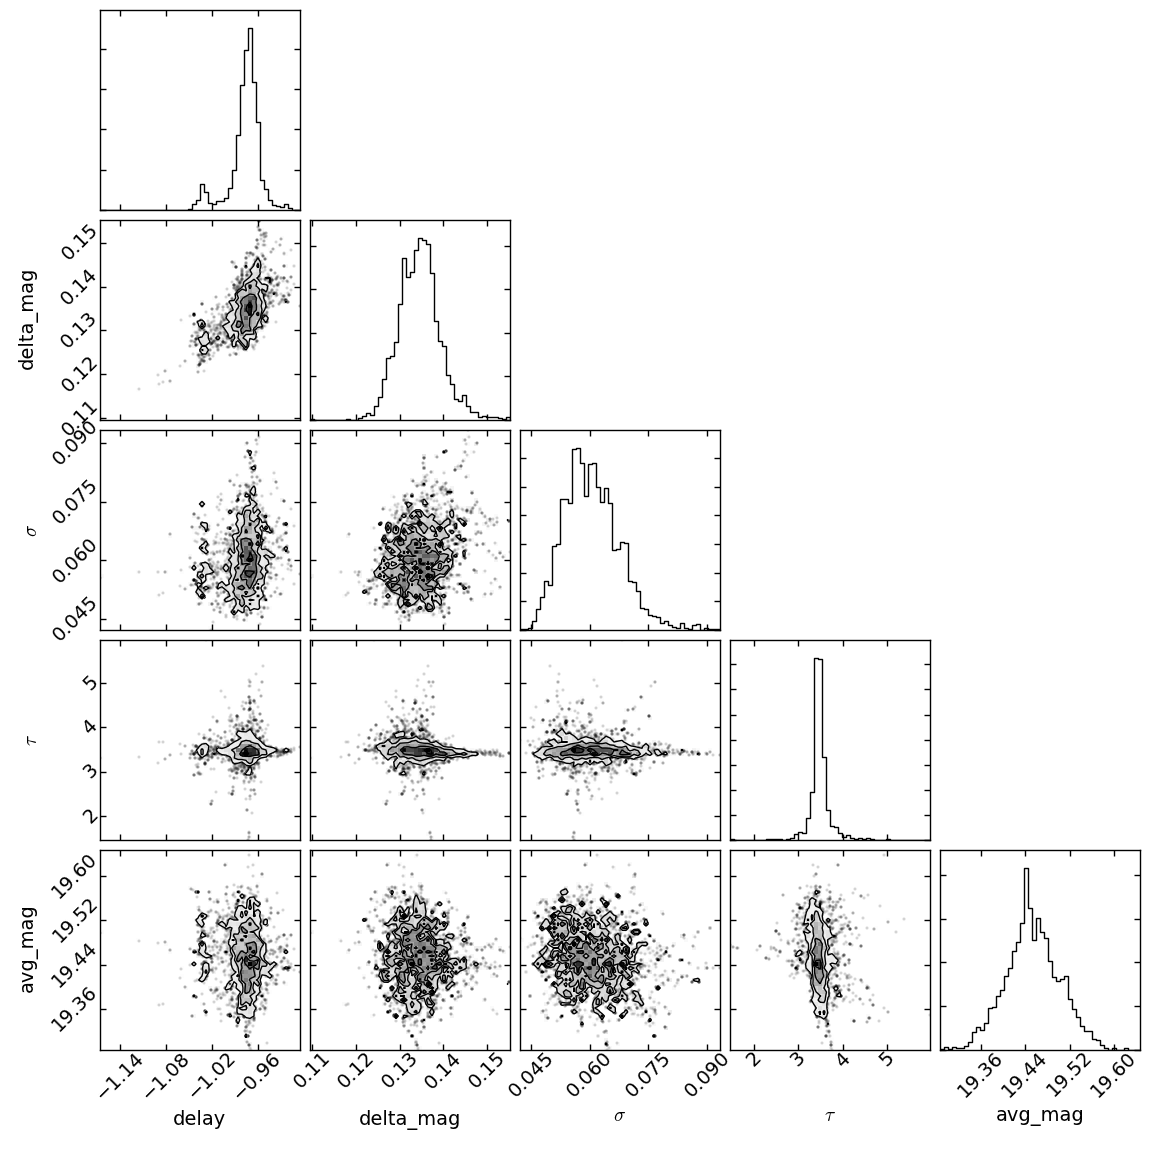 delta_mag
0.15
0.14
0.13
0.12
0.11
σ
0.090
0.075
0.060
0.045
τ
5
4
3
2
avg_mag
19.60
19.52
19.44
19.36
−1.14 −1.08 −1.02 −0.96
0.11 0.12 0.13 0.14 0.15
0.045 0.060 0.075 0.090
2 3 4 5
19.36 19.44 19.52 19.60
delay delta_mag σ τ avg_mag